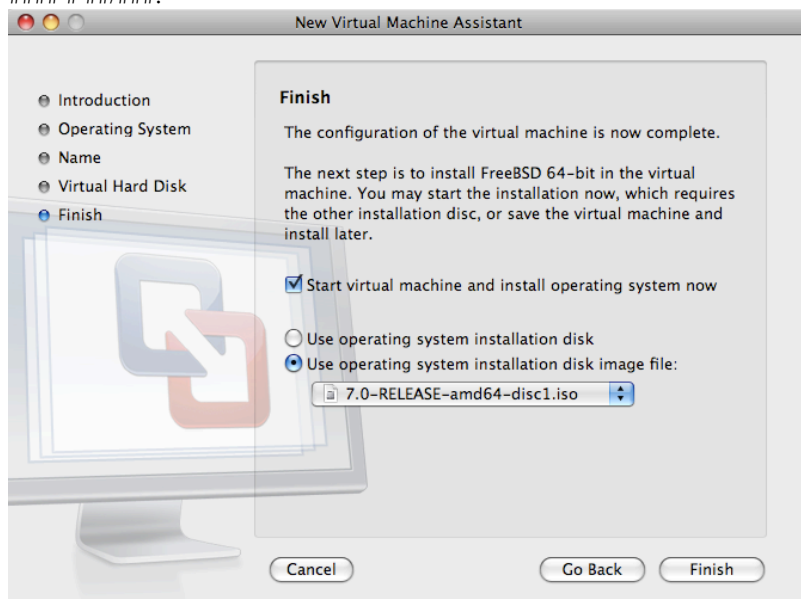 New Virtual Machine Assistant
Introduction
Operating System
Name
Virtual Hard Disk
Finish
Finish
The configuration of the virtual machine is now complete.
The next step is to install FreeBSD 64-bit in the virtual
machine. You may start the installation now, which requires
the other installation disc, or save the virtual machine and
install later.
Start virtual machine and install operating system now
Use operating system installation disk
Use operating system installation disk image file:
7.0-RELEASE-amd64-disc1.iso
Cancel
Go Back
Finish